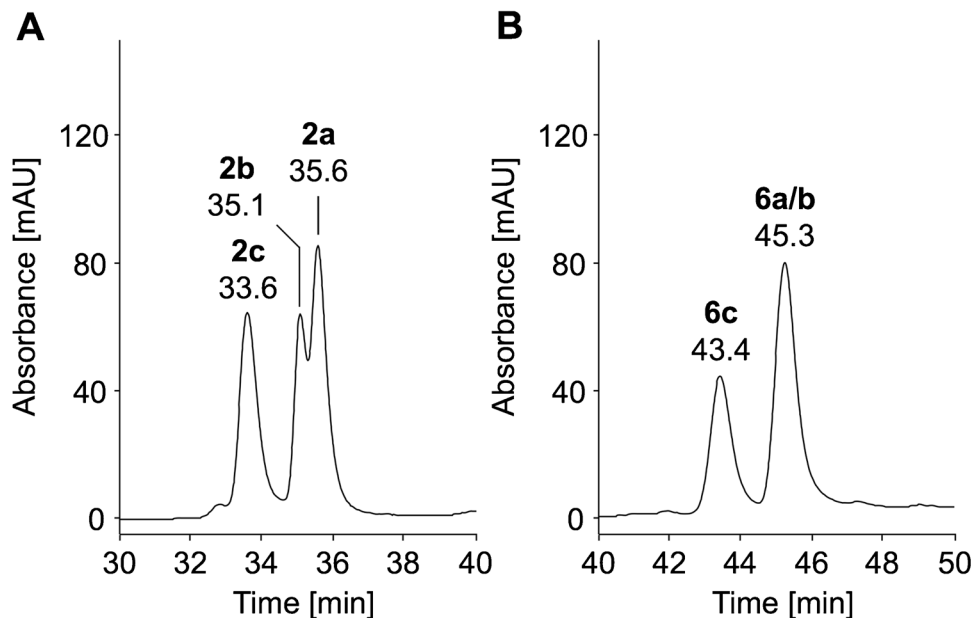 A
Absorbance [mAU]
120
80
40
0
2a
35.6
2b
35.1
2c
33.6
30 32 34 36 38 40
Time [min]
B
Absorbance [mAU]
120
80
40
0
6a/b
45.3
6c
43.4
40 42 44 46 48 50
Time [min]